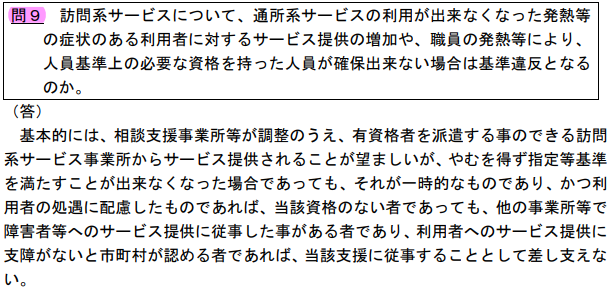 問９　訪問系サービスについて、通所系サービスの利用が出来なくなった発熱等
の症状のある利用者に対するサービス提供の増加や、職員の発熱等により、
人員基準上の必要な資格を持った人員が確保出来ない場合は基準違反となる
のか。
（答）
基本的には、相談支援事業所等が調整のうえ、有資格者を派遣する事のできる訪問
系サービス事業所からサービス提供されることが望ましいが、やむを得ず指定等基準
を満たすことが出来なくなった場合であっても、それが一時的なものであり、かつ利
用者の処遇に配慮したものであれば、当該資格のない者であっても、他の事業所等で
障害者等へのサービス提供に従事した事がある者であり、利用者へのサービス提供に
支障がないと市町村が認める者であれば、当該支援に従事することとして差し支えな
い。